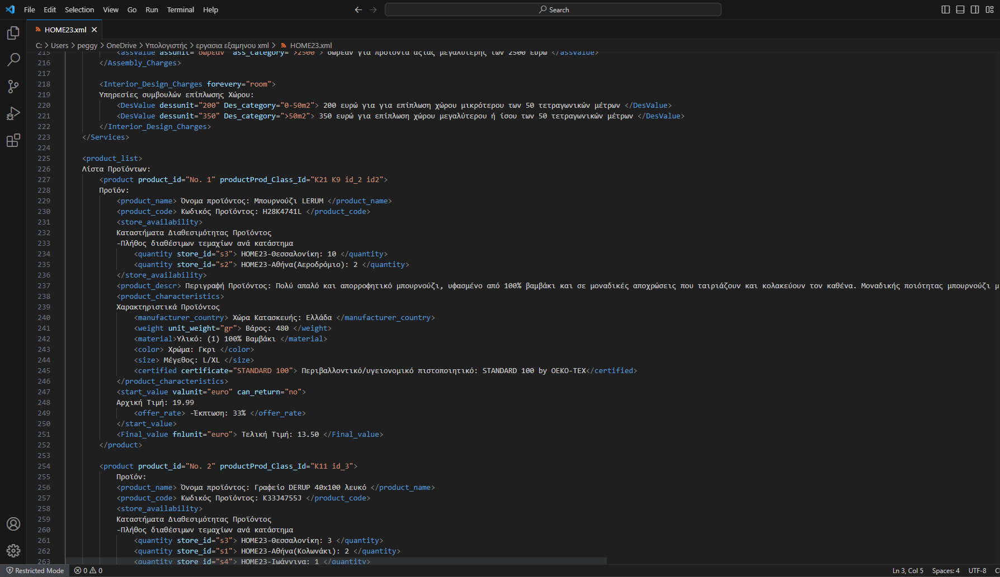 File Edit Selection View Go Run Terminal Help
Search
HOME23.xml
C: > Users > peggy > OneDrive > Υπολογιστής > εργασια εξαμηνου xml > HOME23.xml
215 <assValue assunit="δωρεάν" ass_category=">2500"> δωρεάν για προϊόντα αξίας μεγαλύτερης των 2500 ευρώ </assValue>
216 </Assembly_Charges>
217
218 <Interior_Design_Charges forevery="room">
219 Υπηρεσίες συμβουλών επίπλωσης Χώρου:
220 <DesValue dessunit="200" Des_category="0-50m2"> 200 ευρώ για για επίπλωση χώρου μικρότερου των 50 τετραγωνικών μέτρων </DesValue>
221 <DesValue dessunit="350" Des_category=">50m2"> 350 ευρώ για επίπλωση χώρου μεγαλύτερου ή ίσου των 50 τετραγωνικών μέτρων </DesValue>
222 </Interior_Design_Charges>
223 </Services>
224
225 <product_list>
226 Λίστα Προϊόντων:
227 <product product_id="No. 1" productProd_Class_Id="K21 K9 id_2 id2">
228 Προϊόν:
229 <product_name> Όνομα προϊόντος: Μπουρνούζι LERUM </product_name>
230 <product_code> Κωδικός Προϊόντος: H28K4741L </product_code>
231 <store_availability>
232 Καταστήματα Διαθεσιμότητας Προϊόντος
233 -Πλήθος διαθέσιμων τεμαχίων ανά κατάστημα
234 <quantity store_id="s3"> HOME23-Θεσσαλονίκη: 10 </quantity>
235 <quantity store_id="s2"> HOME23-Αθήνα(Αεροδρόμιο): 2 </quantity>
236 </store_availability>
237 <product_descr> Περιγραφή Προϊόντος: Πολύ απαλό και απορροφητικό μπουρνούζι, υφασμένο από 100% βαμβάκι και σε μοναδικές αποχρώσεις που ταιριάζουν και κολακεύουν τον καθένα. Μοναδικής ποιότητας μπουρνούζι μ
238 <product_characteristics>
239 Χαρακτηριστικά Προϊόντος
240 <manufacturer_country> Χώρα Κατασκευής: Ελλάδα </manufacturer_country>
241 <weight unit_weight="gr"> Βάρος: 480 </weight>
242 <material>Υλικό: (1) 100% Βαμβάκι </material>
243 <color> Χρώμα: Γκρι </color>
244 <size> Μέγεθος: L/XL </size>
245 <certified certificate="STANDARD 100"> Περιβαλλοντικό/υγειονομικό πιστοποιητικό: STANDARD 100 by OEKO-TEX</certified>
246 </product_characteristics>
247 <start_value valunit="euro" can_return="no">
248 Αρχική Τιμή: 19.99
249 <offer_rate> -Έκπτωση: 33% </offer_rate>
250 </start_value>
251 <Final_value fnlunit="euro"> Τελική Τιμή: 13.50 </Final_value>
252 </product>
253
254 <product product_id="No. 2" productProd_Class_Id="K11 id_3">
255 Προϊόν:
256 <product_name> Όνομα προϊόντος: Γραφείο DERUP 40x100 λευκό </product_name>
257 <product_code> Κωδικός Προϊόντος: K33J4755J </product_code>
258 <store_availability>
259 Καταστήματα Διαθεσιμότητας Προϊόντος
260 -Πλήθος διαθέσιμων τεμαχίων ανά κατάστημα
261 <quantity store_id="s3"> HOME23-Θεσσαλονίκη: 3 </quantity>
262 <quantity store_id="s1"> HOME23-Αθήνα(Κολωνάκι): 2 </quantity>
263 <quantity store_id="s4"> HOME23-Ιωάννινα: 1 </quantity>
Restricted Mode 0 0 Ln 3, Col 5 Spaces: 4 UTF-8 C